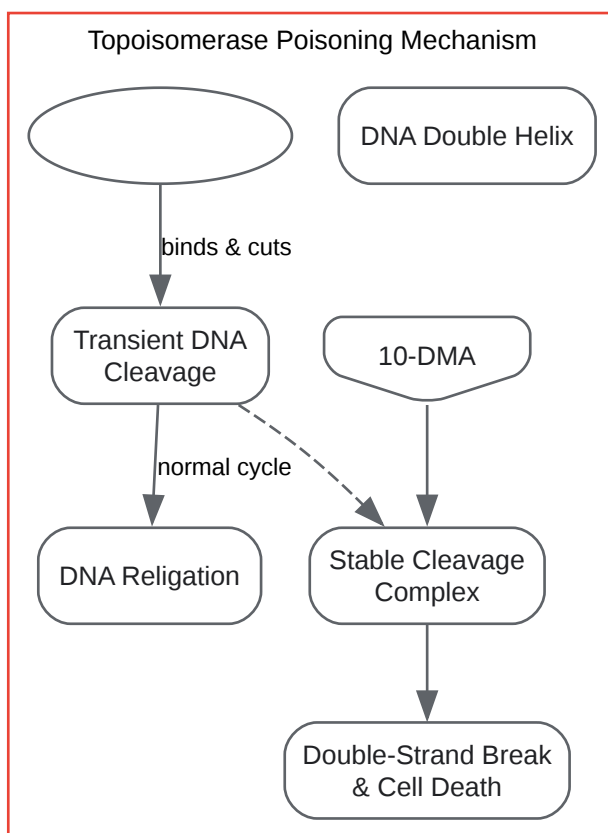 Topoisomerase Poisoning Mechanism
DNA Double Helix
binds & cuts
Transient DNA
Cleavage
10-DMA
normal cycle
DNA Religation
Stable Cleavage
Complex
Double-Strand Break
& Cell Death